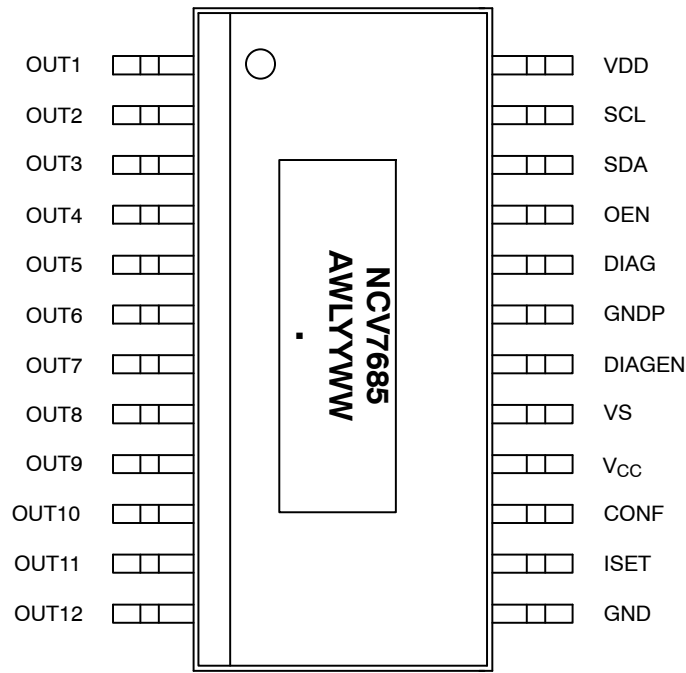 OUT1
OUT2
OUT3
OUT4
OUT5
OUT6
OUT7
OUT8
OUT9
OUT10
OUT11
OUT12
NCV7685
AWLYYWW
VDD
SCL
SDA
OEN
DIAG
GNDP
DIAGEN
VS
VCC
CONF
ISET
GND